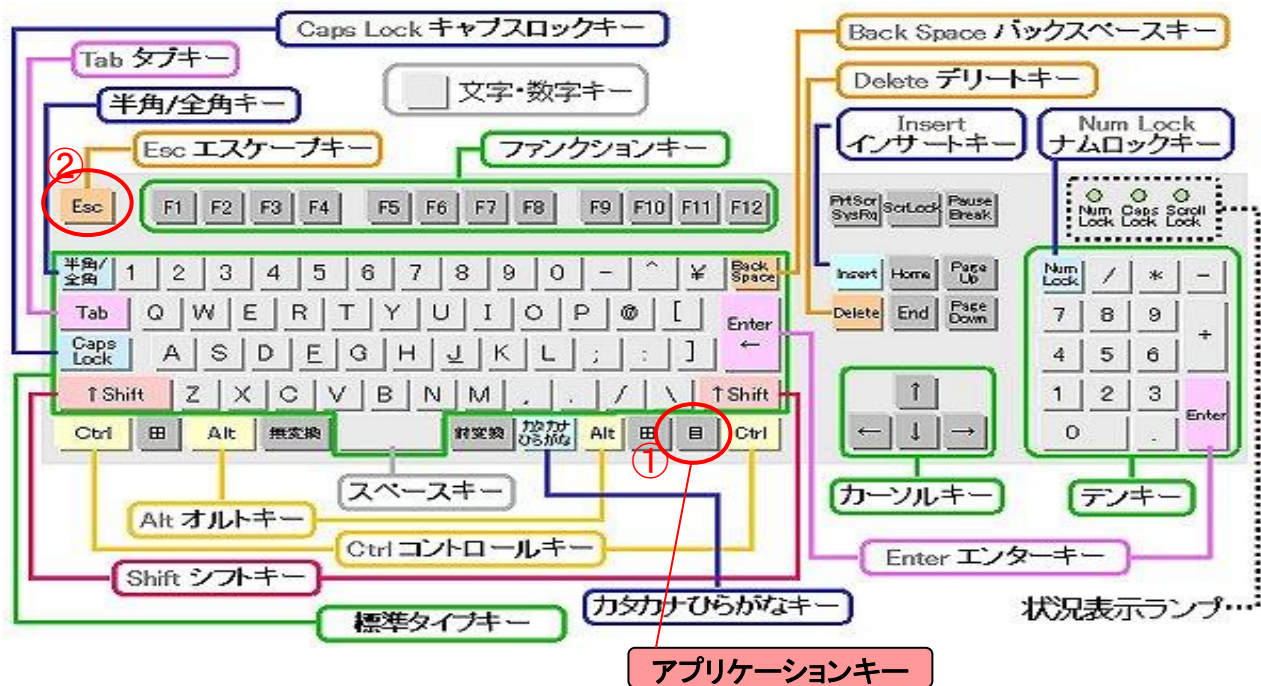 Caps Lock キャプスロックキー
Back Space バックスペースキー
Tab タブキー
文字・数字キー
Delete デリートキー
半角/全角キー
Insert
インサートキー
Num Lock
ナムロックキー
Esc エスケープキー
ファンクションキー
②
Esc F1 F2 F3 F4 F5 F6 F7 F8 F9 F10 F11 F12
PrtScr
SysRq
ScrLock
Pause
Break
Num
Lock
Caps
Lock
Scroll
Lock
半角/
全角
1 2 3 4 5 6 7 8 9 0 - ^ ¥
Back
Space
Insert Home
Page
Up
Num
Lock
/ * -
Tab Q W E R T Y U I O P @ [
Enter
←
Delete End
Page
Down
7 8 9 +
Caps
Lock
A S D F G H J K L ; : ]
4 5 6
↑Shift Z X C V B N M , . / \ ↑Shift
↑
1 2 3
Enter
Ctrl 田 Alt 無変換
前変換
カタカナ
ひらがな
Alt 田 目 Ctrl
← ↓ →
0 .
①
スペースキー
カーソルキー
テンキー
Alt オルトキー
Ctrl コントロールキー
Enter エンターキー
Shift シフトキー
カタカナひらがなキー
状況表示ランプ…
標準タイプキー
アプリケーションキー